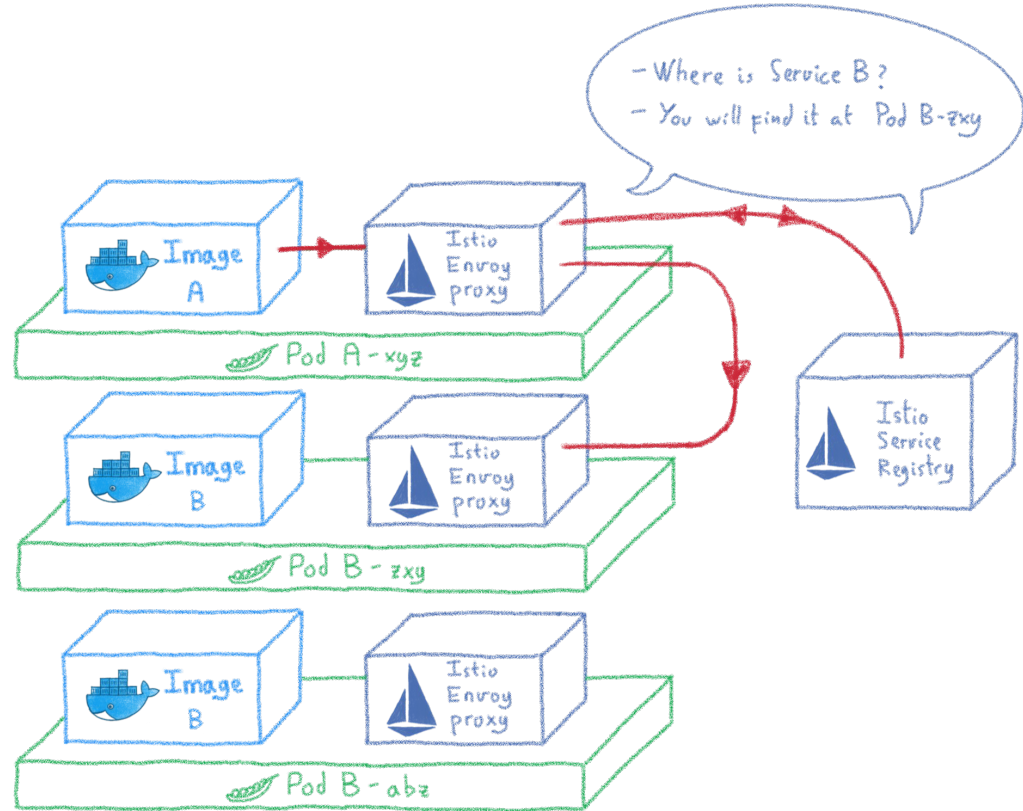 - Where is Service B?
- You will find it at Pod B-zxy
Image
A
Istio
Envoy
proxy
Pod A-xyz
Istio
Service
Registry
Image
B
Istio
Envoy
proxy
Pod B-zxy
Image
B
Istio
Envoy
proxy
Pod B-abz